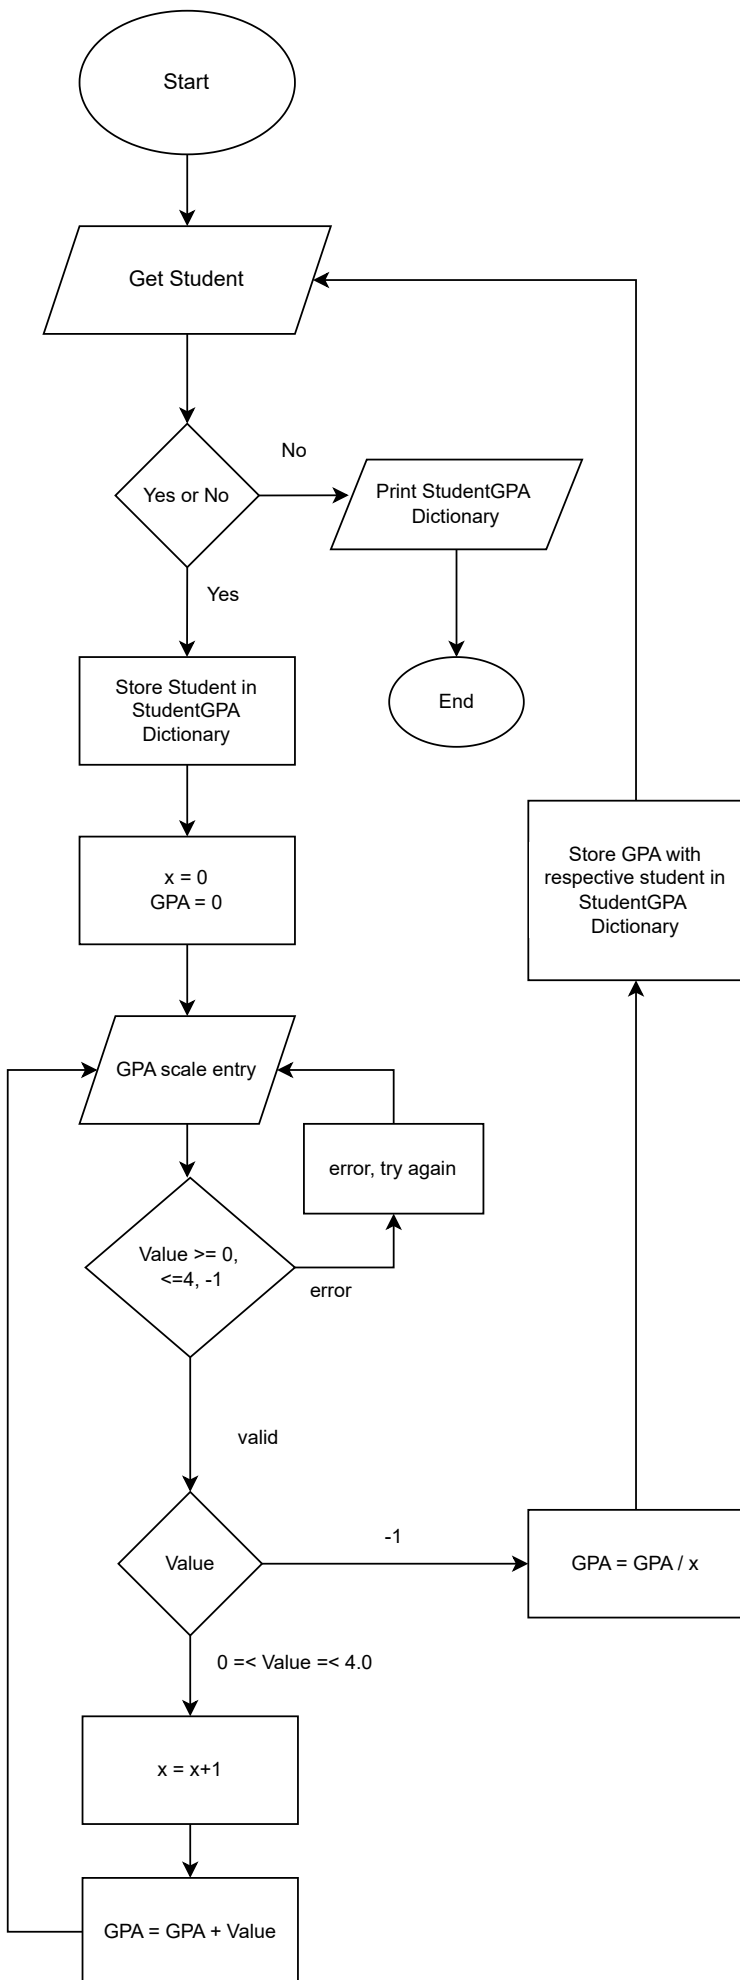 Start
Get Student
Yes or No
No
Print StudentGPA
Dictionary
Yes
End
Store Student in
StudentGPA
Dictionary
x = 0
GPA = 0
Store GPA with
respective student in
StudentGPA
Dictionary
GPA scale entry
error, try again
Value >= 0,
<=4, -1
error
valid
Value
-1
GPA = GPA / x
0 =< Value =< 4.0
x = x+1
GPA = GPA + Value